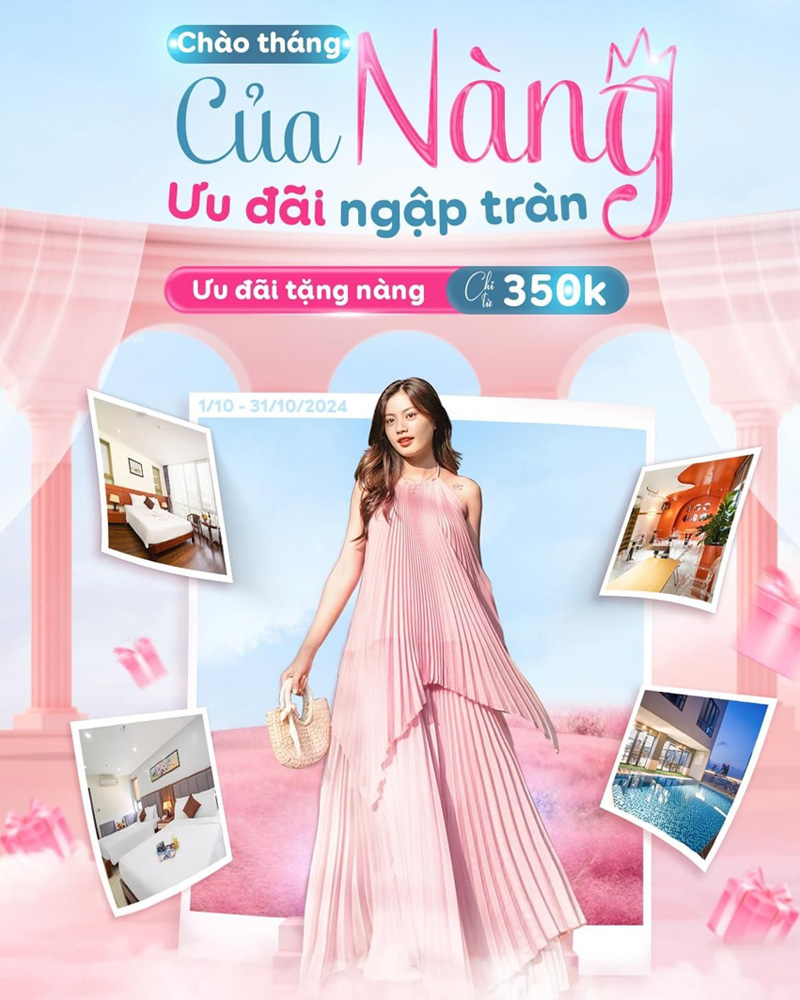 Chào tháng
Của Nàng
Ưu đãi ngập tràn
Ưu đãi tặng nàng Chỉ từ 350k
1/10 - 31/10/2024